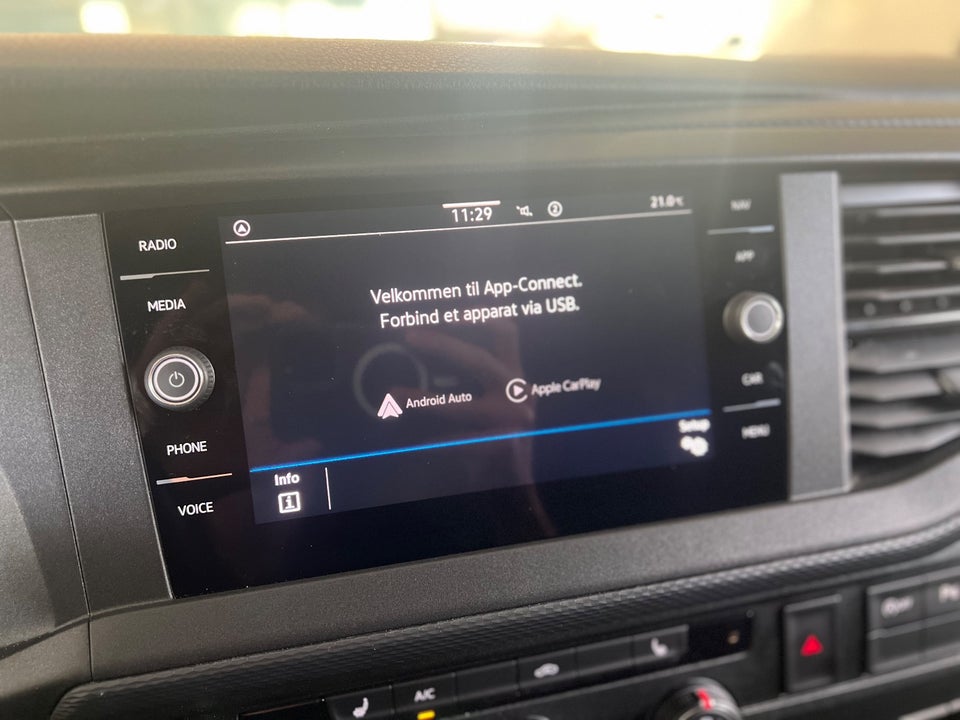 RADIO
MEDIA
PHONE
VOICE
11:29
2
21.0°C
Velkommen til App-Connect.
Forbind et apparat via USB.
Android Auto
Apple CarPlay
Info
i
Setup
NAV
APP
CAR
MENU
A/C